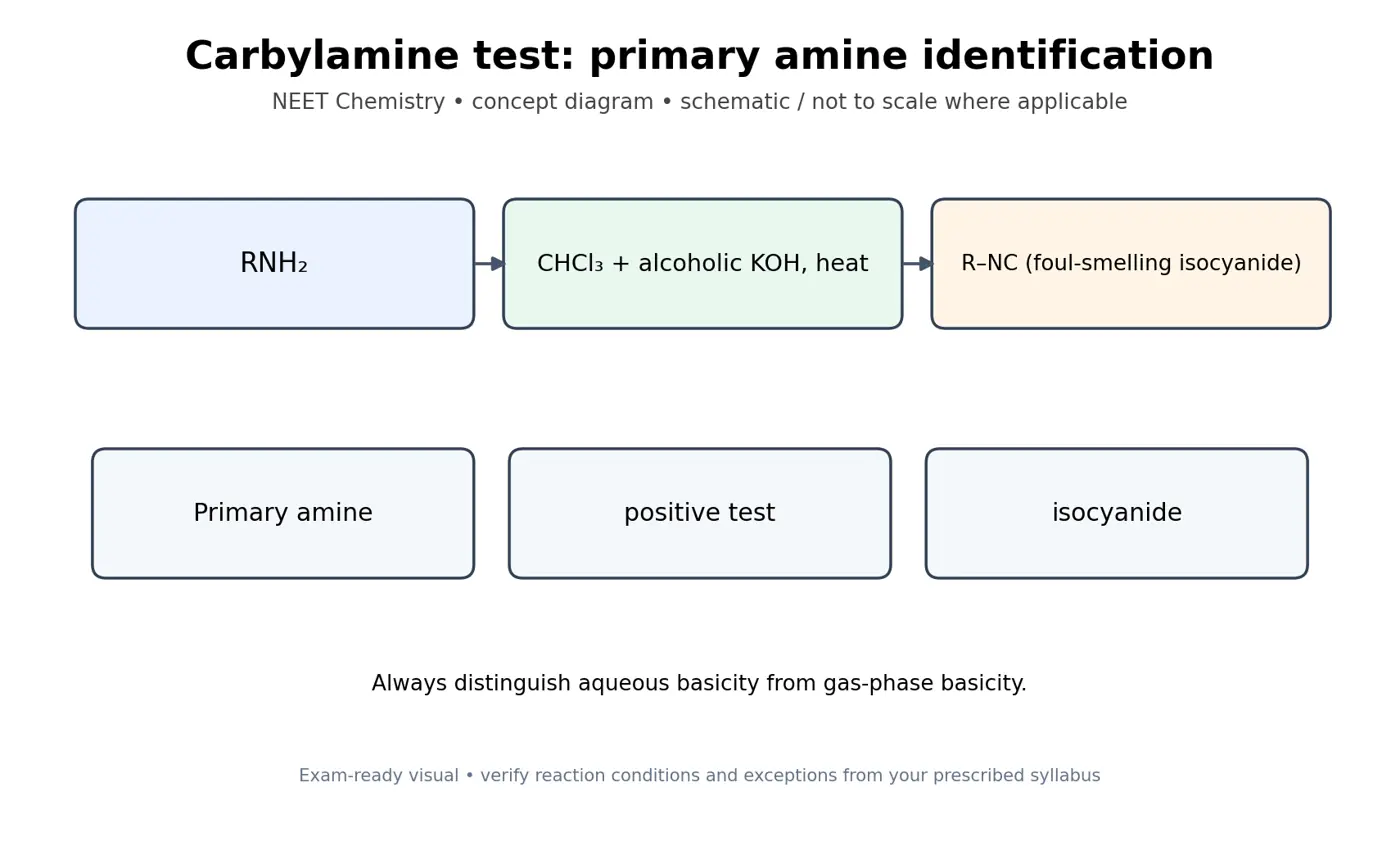 Carbylamine test: primary amine identification
NEET Chemistry • concept diagram • schematic / not to scale where applicable
RNH₂
CHCl₃ + alcoholic KOH, heat
R–NC (foul-smelling isocyanide)
Primary amine
positive test
isocyanide
Always distinguish aqueous basicity from gas-phase basicity.
Exam-ready visual • verify reaction conditions and exceptions from your prescribed syllabus